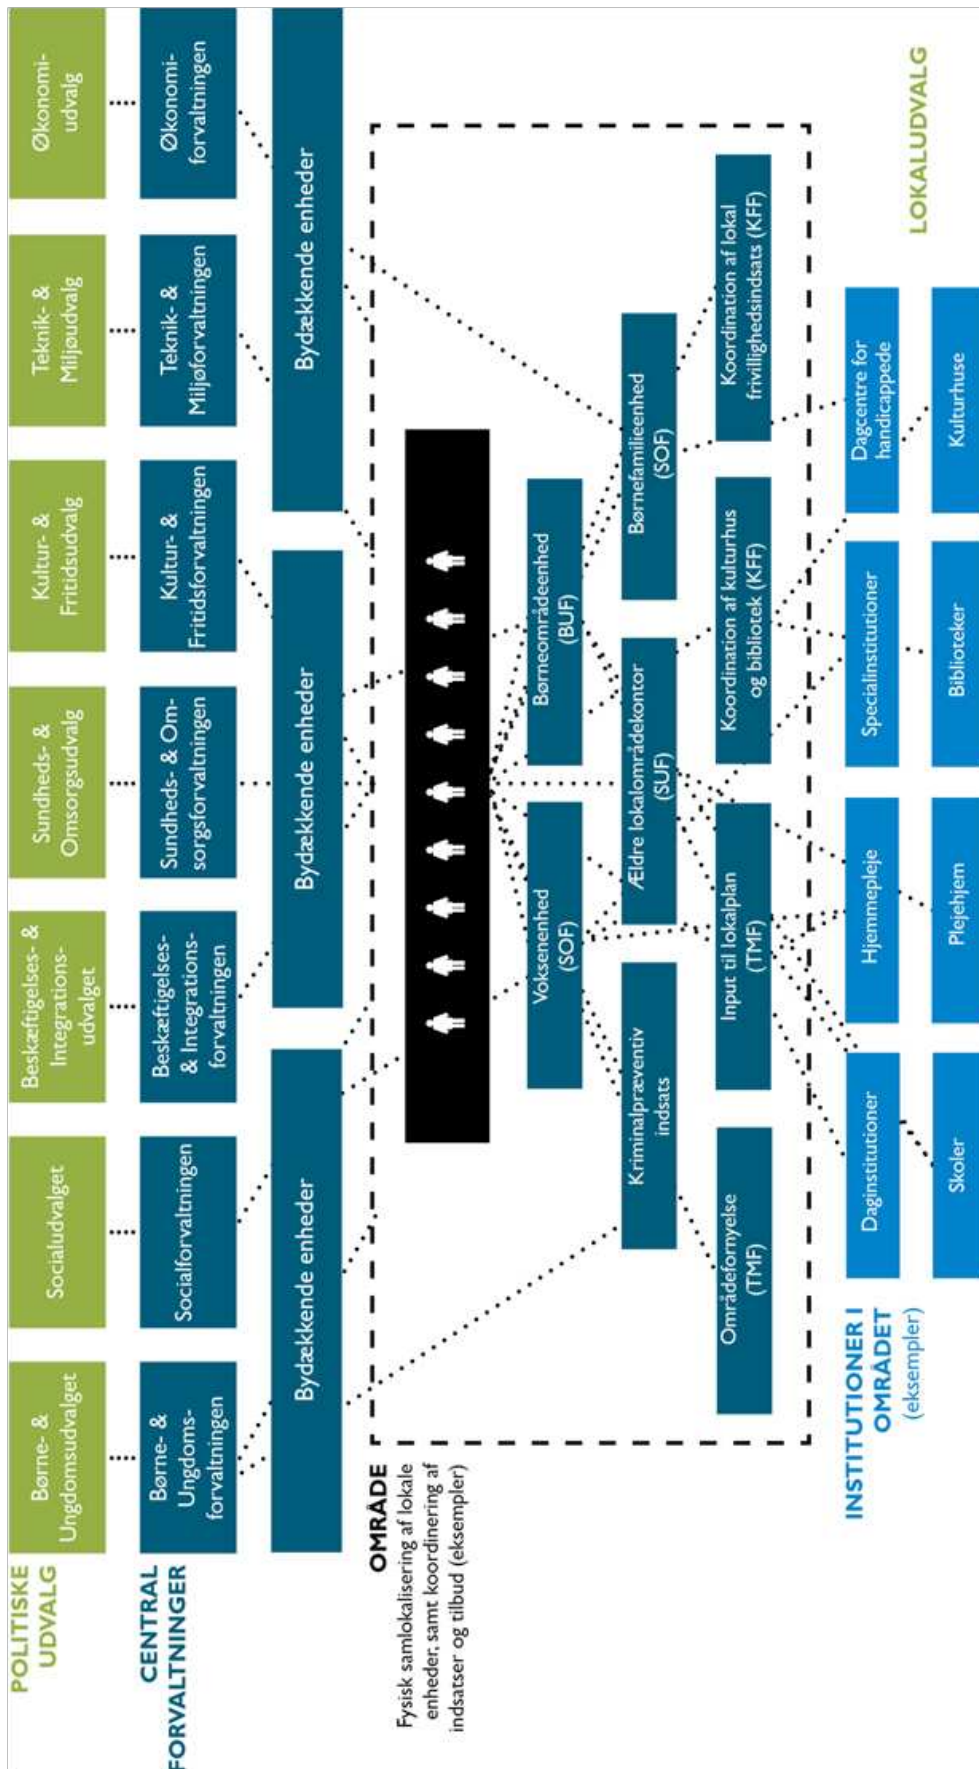 POLITISKE
UDVALG
Børne- &
Ungdomsudvalget
Socialudvalget
Beskæftigelses- &
Integrations-
udvalget
Sundheds- &
Omsorgsudvalg
Kultur- &
Fritidsudvalg
Teknik- &
Miljøudvalg
Økonomi-
udvalg
CENTRAL
FORVALTNINGER
Børne- &
Ungdoms-
forvaltningen
Socialforvaltningen
Beskæftigelses-
& Integrations-
forvaltningen
Sundheds- & Om-
sorgsforvaltningen
Kultur- &
Fritidsforvaltningen
Teknik- &
Miljøforvaltningen
Økonomi-
forvaltningen
Bydækkende enheder
Bydækkende enheder
Bydækkende enheder
OMRÅDE
Fysisk samlokalisering af lokale
enheder, samt koordinering af
indsatser og tilbud (eksempler)
Voksenenhed
(SOF)
Børneområdeenhed
(BUF)
Kriminalpræventiv
indsats
Ældre lokalområdekontor
(SUF)
Børnefamilieenhed
(SOF)
Områdefornyelse
(TMF)
Input til lokalplan
(TMF)
Koordination af kulturhus
og bibliotek (KFF)
Koordination af lokal
frivillighedsindsats (KFF)
INSTITUTIONER I
OMRÅDET
(eksempler)
Daginstitutioner
Hjemmepleje
Specialinstitutioner
Dagcentre for
handicappede
Skoler
Plejehjem
Biblioteker
Kulturhuse
LOKALUDVALG